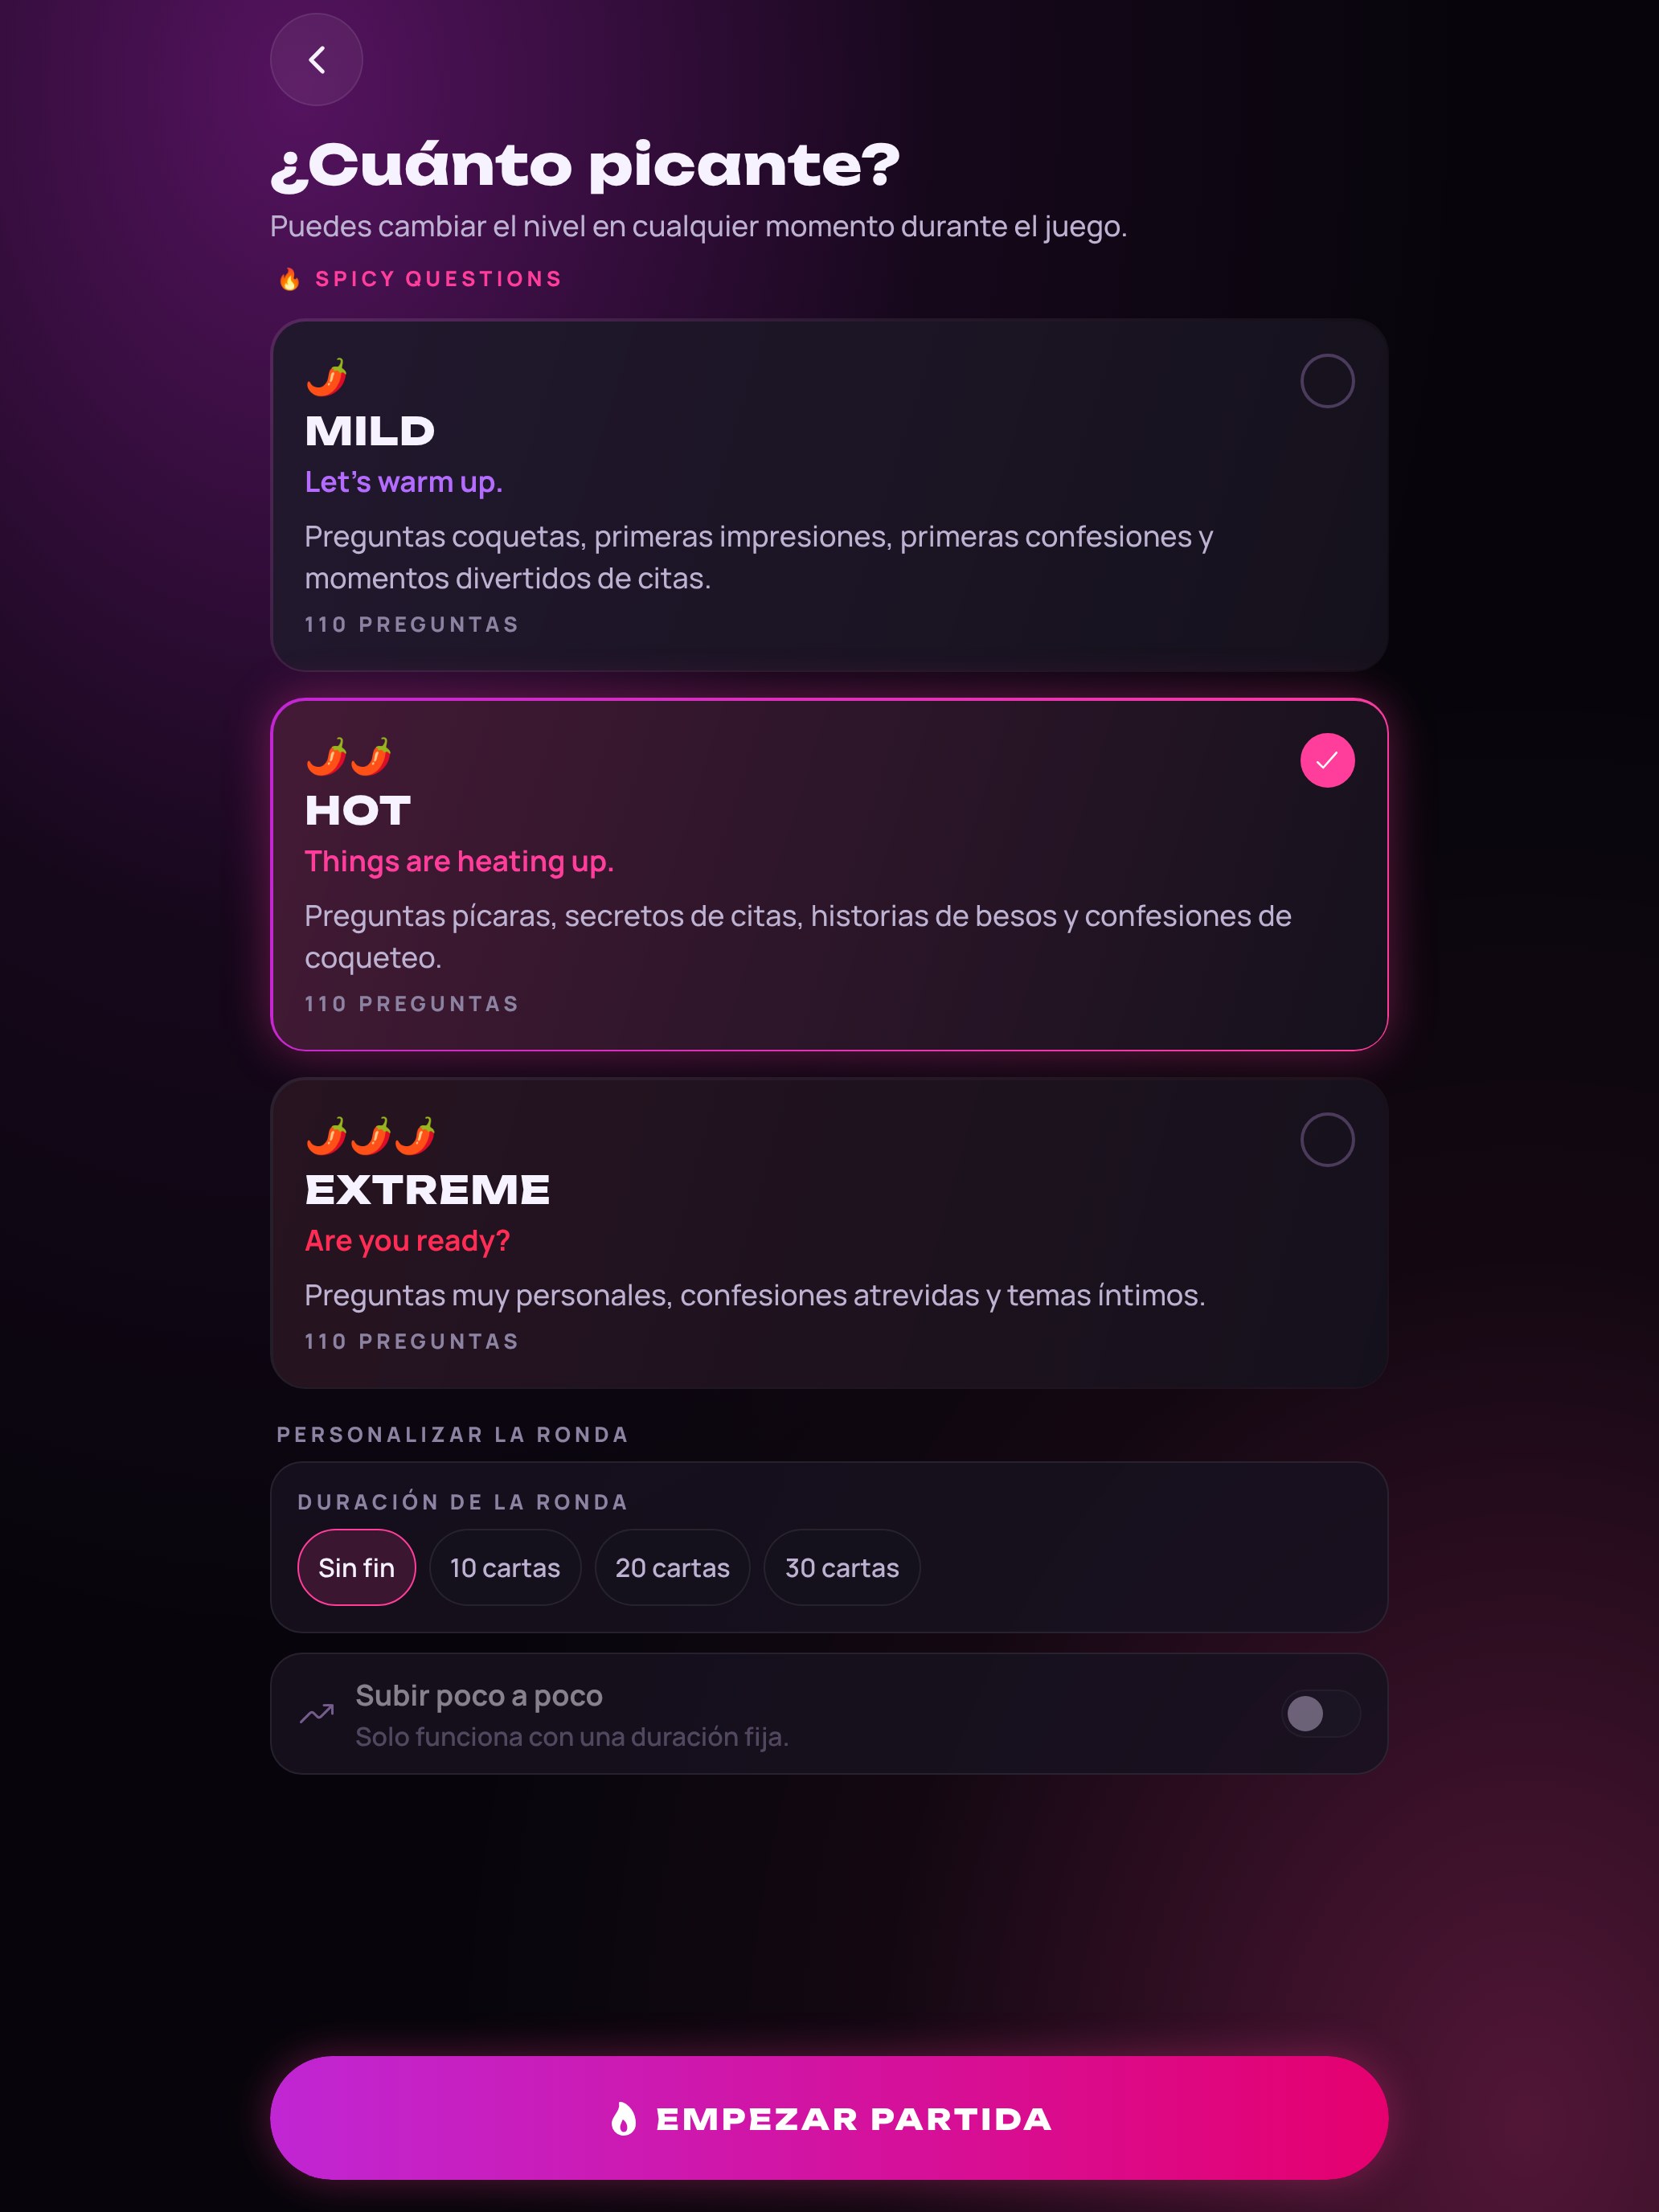 ¿Cuánto picante?
Puedes cambiar el nivel en cualquier momento durante el juego.
🔥 SPICY QUESTIONS
🌶️
MILD
Let's warm up.
Preguntas coquetas, primeras impresiones, primeras confesiones y
momentos divertidos de citas.
110 PREGUNTAS
🌶️🌶️
HOT
Things are heating up.
Preguntas pícaras, secretos de citas, historias de besos y confesiones de
coqueteo.
110 PREGUNTAS
🌶️🌶️🌶️
EXTREME
Are you ready?
Preguntas muy personales, confesiones atrevidas y temas íntimos.
110 PREGUNTAS
PERSONALIZAR LA RONDA
DURACIÓN DE LA RONDA
Sin fin 10 cartas 20 cartas 30 cartas
Subir poco a poco
Solo funciona con una duración fija.
EMPEZAR PARTIDA